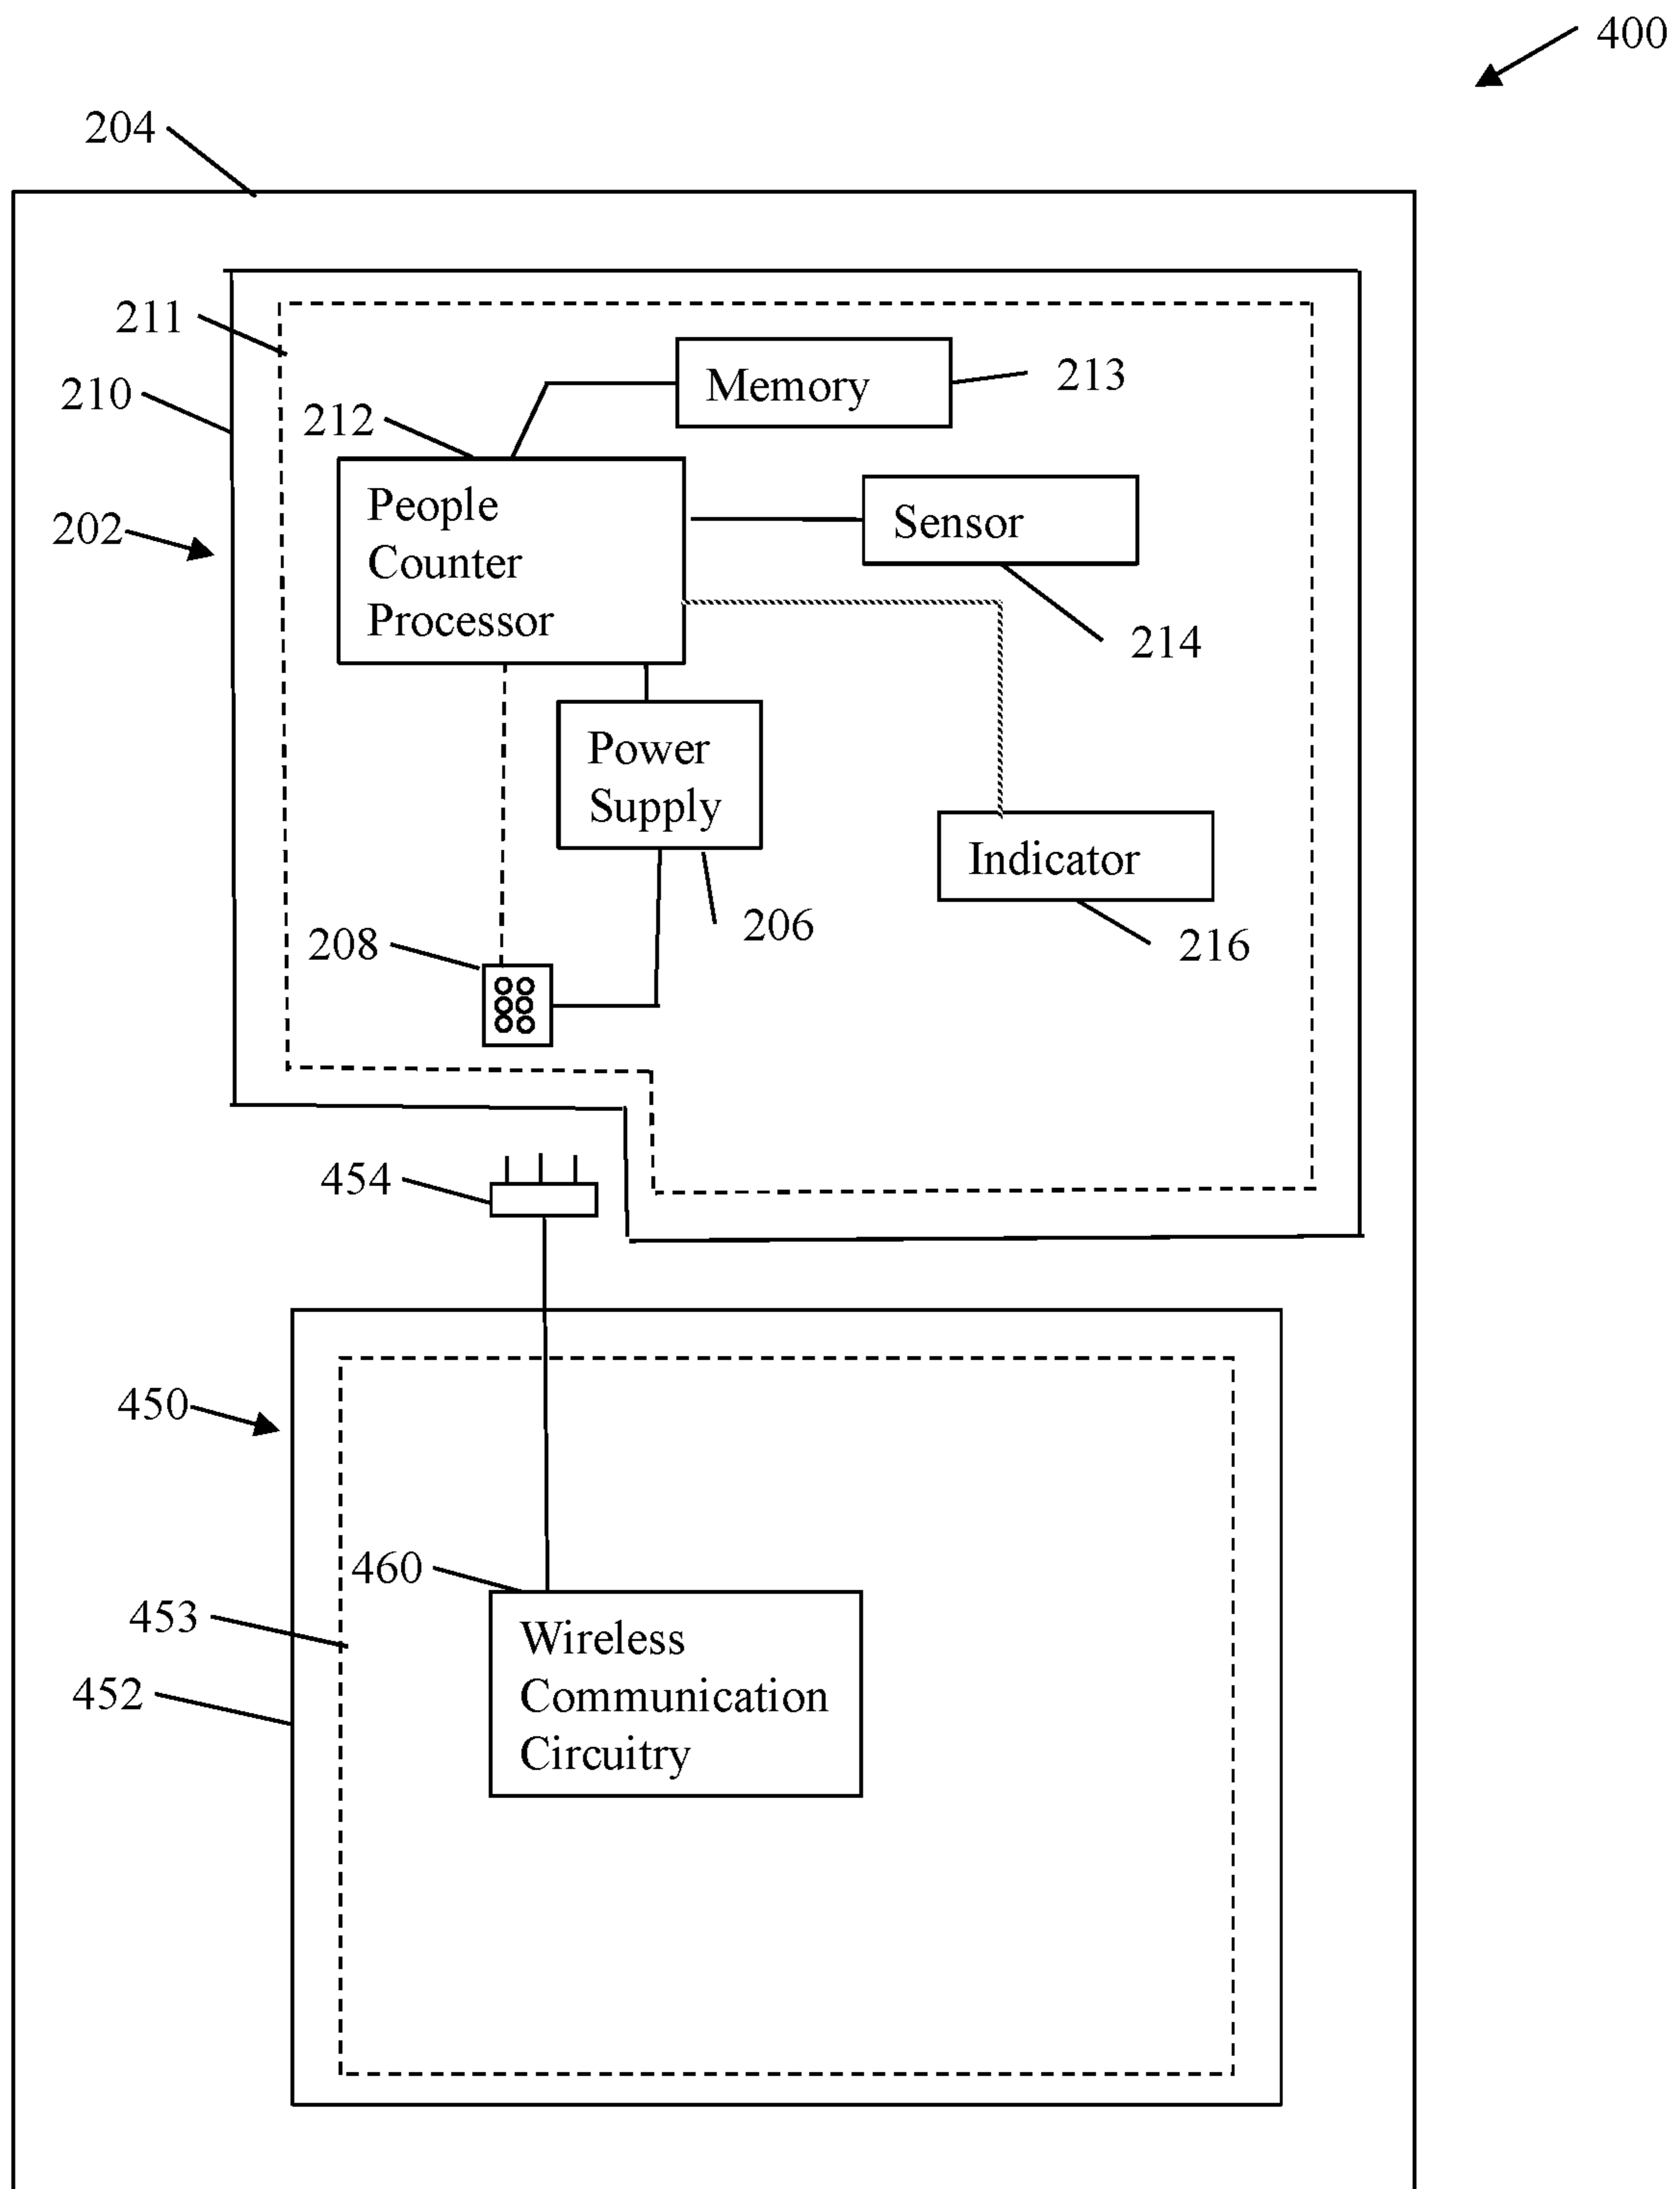 400
204
211
210
Memory
213
212
People
Counter
Processor
Sensor
202
214
Power
Supply
Indicator
206
208
216
454
450
460
453
Wireless
Communication
Circuitry
452